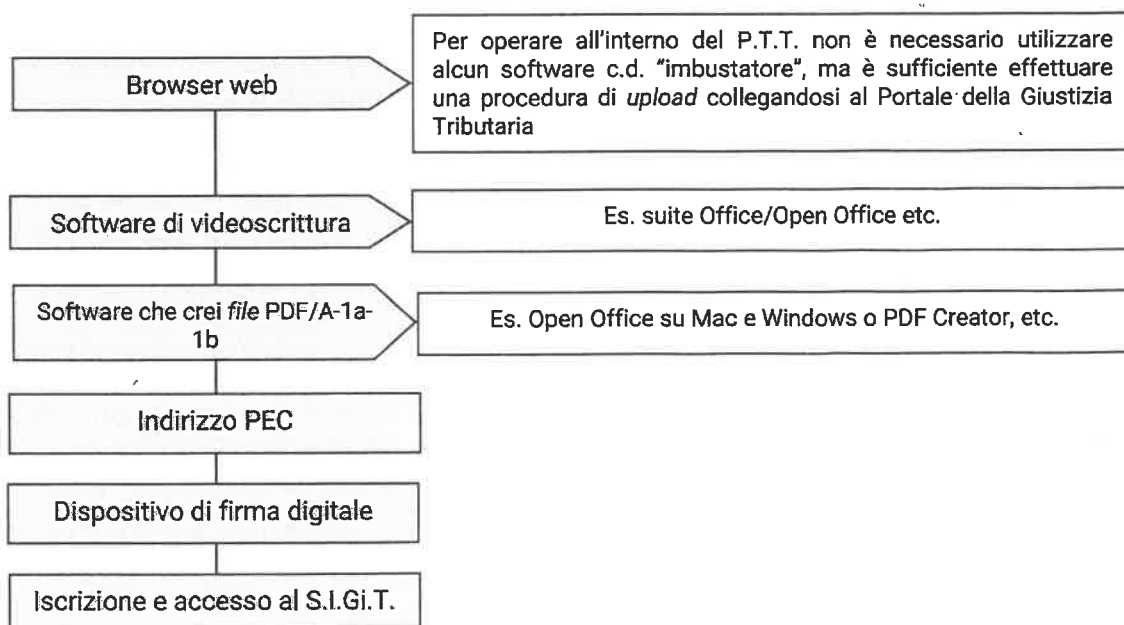 Browser web
Per operare all'interno del P.T.T. non è necessario utilizzare
alcun software c.d. "imbustatore", ma è sufficiente effettuare
una procedura di upload collegandosi al Portale della Giustizia
Tributaria
Software di videoscrittura
Es. suite Office/Open Office etc.
Software che crei file PDF/A-1a-
1b
Es. Open Office su Mac e Windows o PDF Creator, etc.
Indirizzo PEC
Dispositivo di firma digitale
Iscrizione e accesso al S.I.Gi.T.